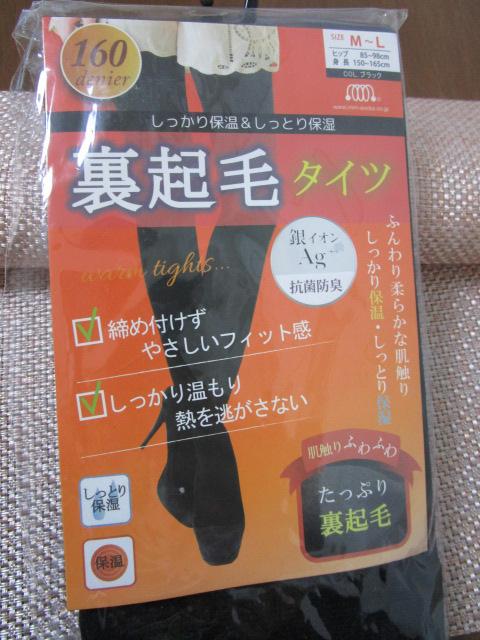 160
denier
SIZE M～L
ヒップ 85～98cm
身長 150～165cm
COL. ブラック
しっかり保温＆しっとり保湿
裏起毛タイツ
warm tights...
銀イオン
Ag+
抗菌防臭
ふんわり柔らかな肌触り
しっかり保温・しっとり保湿
締め付けず
やさしいフィット感
しっかり温もり
熱を逃がさない
肌触りふわふわ
たっぷり
裏起毛
しっとり
保湿
保温